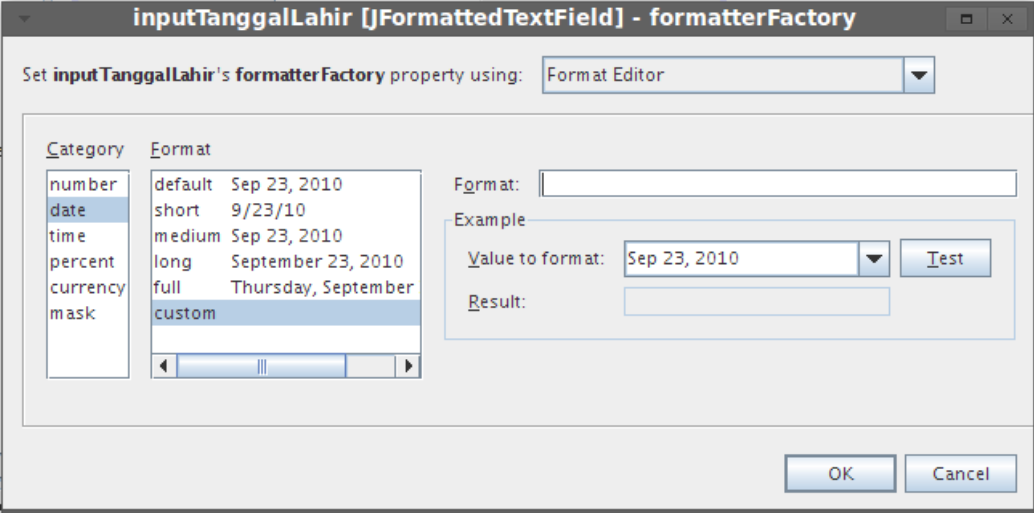 inputTanggalLahir [JFormattedTextField] - formatterFactory
Set inputTanggalLahir's formatterFactory property using: Format Editor
Category Format
number
date
time
percent
currency
mask
default Sep 23, 2010
short 9/23/10
medium Sep 23, 2010
long September 23, 2010
full Thursday, September
custom
Format:
Example
Value to format: Sep 23, 2010 Test
Result:
OK Cancel